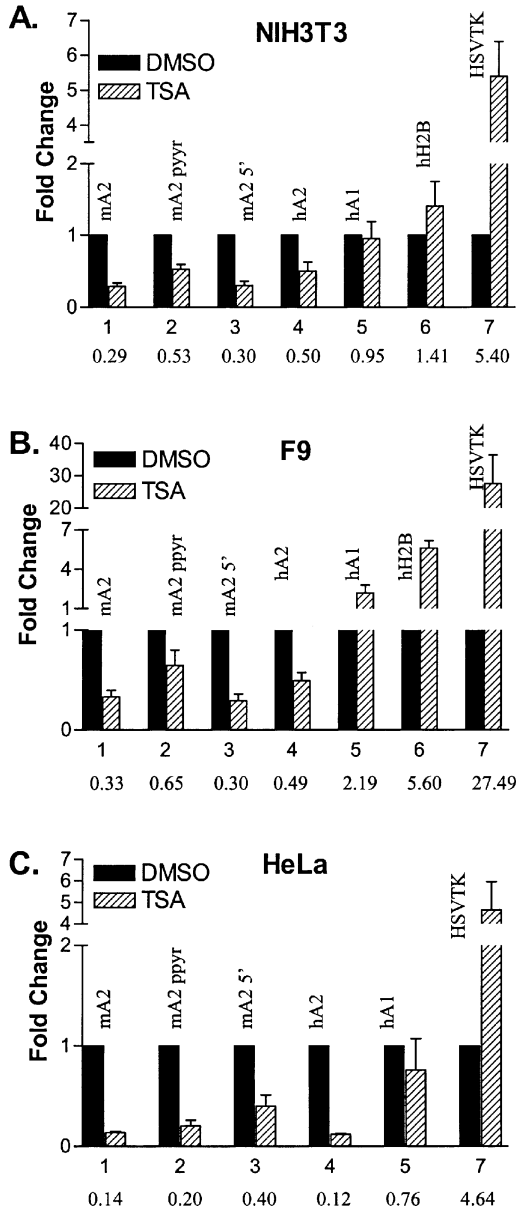 A.
NIH3T3
DMSO
TSA
Fold Change
7
6
5
4
2
1
0
mA2
mA2 pyyr
mA2 5’
hA2
hA1
hH2B
HSVTK
1 2 3 4 5 6 7
0.29 0.53 0.30 0.50 0.95 1.41 5.40
B.
F9
DMSO
TSA
Fold Change
40
30
20
7
4
1
1
0
mA2
mA2 ppyr
mA2 5’
hA2
hA1
hH2B
HSVTK
1 2 3 4 5 6 7
0.33 0.65 0.30 0.49 2.19 5.60 27.49
C.
HeLa
DMSO
TSA
Fold Change
7
6
5
4
2
1
0
mA2
mA2 ppyr
mA2 5’
hA2
hA1
HSVTK
1 2 3 4 5 7
0.14 0.20 0.40 0.12 0.76 4.64